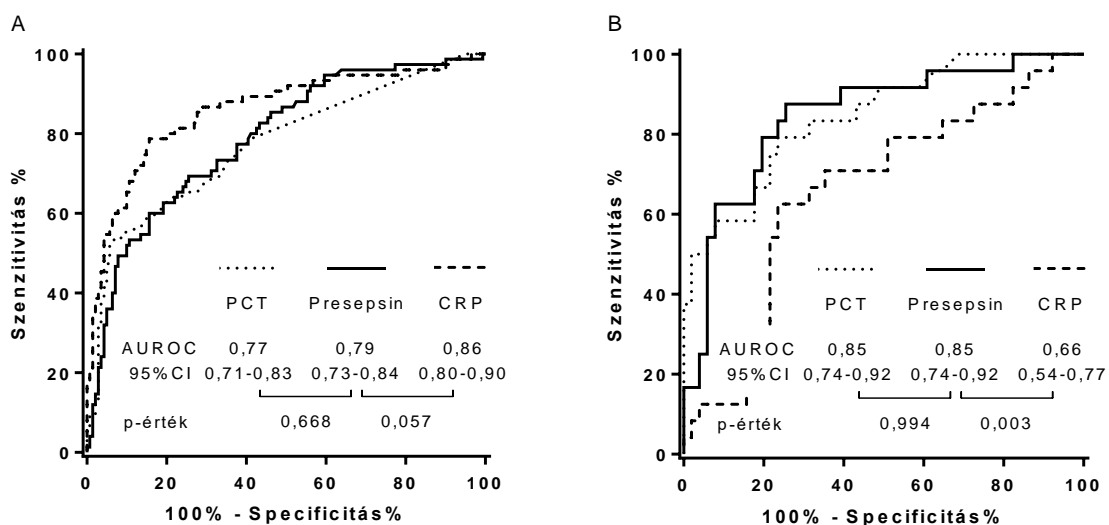 A
100
80
60
40
20
0
Szenzitivitás %
PCT Presepsin CRP
AUROC 0,77 0,79 0,86
95%CI 0,71-0,83 0,73-0,84 0,80-0,90
p-érték 0,668 0,057
0 20 40 60 80 100
100% - Specificitás%
B
100
80
60
40
20
0
Szenzitivitás %
PCT Presepsin CRP
AUROC 0,85 0,85 0,66
95%CI 0,74-0,92 0,74-0,92 0,54-0,77
p-érték 0,994 0,003
0 20 40 60 80 100
100% - Specificitás%